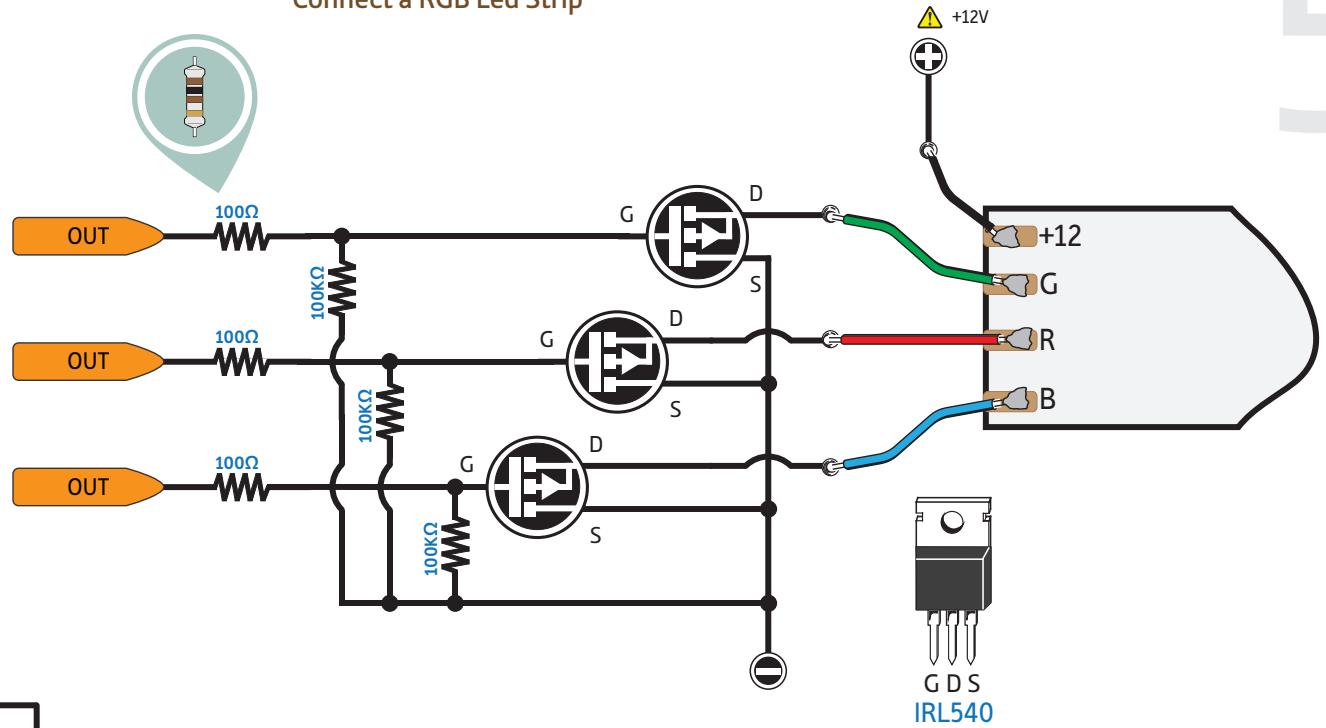 Connect a RGB Led Strip
+12V
OUT
100Ω
100KΩ
G
D
S
OUT
100Ω
100KΩ
G
D
S
OUT
100Ω
100KΩ
G
D
S
+12
G
R
B
G D S
IRL540